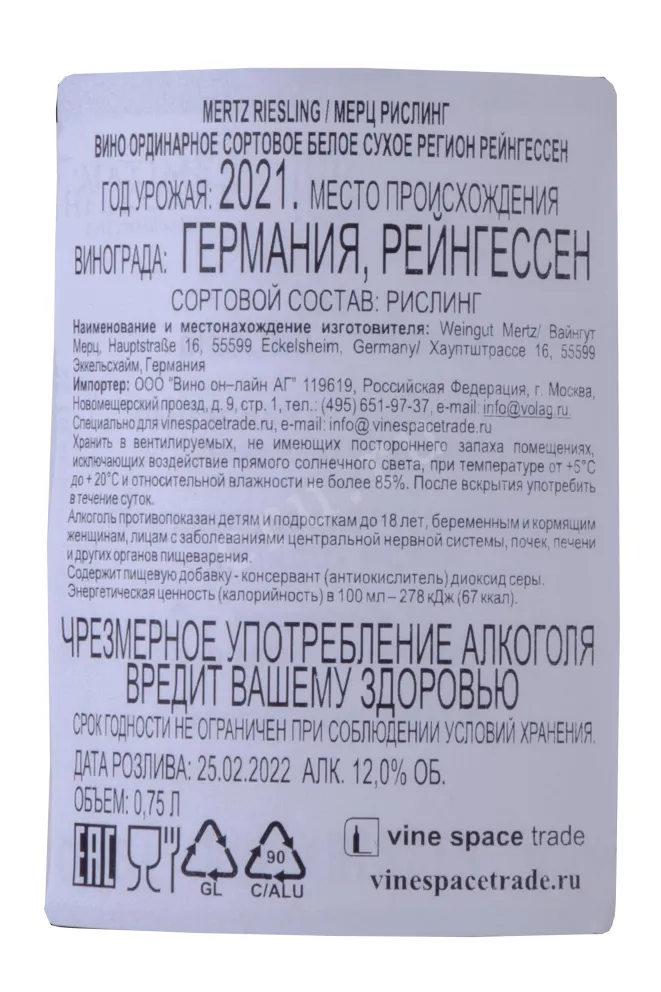 MERTZ RIESLING / МЕРЦ РИСЛИНГ
ВИНО ОРДИНАРНОЕ СОРТОВОЕ БЕЛОЕ СУХОЕ РЕГИОН РЕЙНГЕССЕН
ГОД УРОЖАЯ: 2021. МЕСТО ПРОИСХОЖДЕНИЯ
ВИНОГРАДА: ГЕРМАНИЯ, РЕЙНГЕССЕН
СОРТОВОЙ СОСТАВ: РИСЛИНГ
Наименование и местонахождение изготовителя: Weingut Mertz/ Вайнгут
Мерц, Hauptstraße 16, 55599 Eckelsheim, Germany/ Хауптштрассе 16, 55599
Эккельсхайм, Германия
Импортер: ООО "Вино он–лайн АГ" 119619, Российская Федерация, г. Москва,
Новомещерский проезд, д. 9, стр. 1, тел.: (495) 651-97-37, e-mail: info@volag.ru.
Специально для vinespacetrade.ru, e-mail: info@ vinespacetrade.ru
Хранить в вентилируемых, не имеющих постороннего запаха помещениях,
исключающих воздействие прямого солнечного света, при температуре от +5°С
до + 20°С и относительной влажности не более 85%. После вскрытия употребить
в течение суток.
Алкоголь противопоказан детям и подросткам до 18 лет, беременным и кормящим
женщинам, лицам с заболеваниями центральной нервной системы, почек, печени
и других органов пищеварения.
Содержит пищевую добавку - консервант (антиокислитель) диоксид серы.
Энергетическая ценность (калорийность) в 100 мл – 278 кДж (67 ккал).
ЧРЕЗМЕРНОЕ УПОТРЕБЛЕНИЕ АЛКОГОЛЯ
ВРЕДИТ ВАШЕМУ ЗДОРОВЬЮ
СРОК ГОДНОСТИ НЕ ОГРАНИЧЕН ПРИ СОБЛЮДЕНИИ УСЛОВИЙ ХРАНЕНИЯ.
ДАТА РОЗЛИВА: 25.02.2022 АЛК. 12,0% ОБ.
ОБЪЕМ: 0,75 Л
EAC
GL
90
C/ALU
vine space trade
vinespacetrade.ru